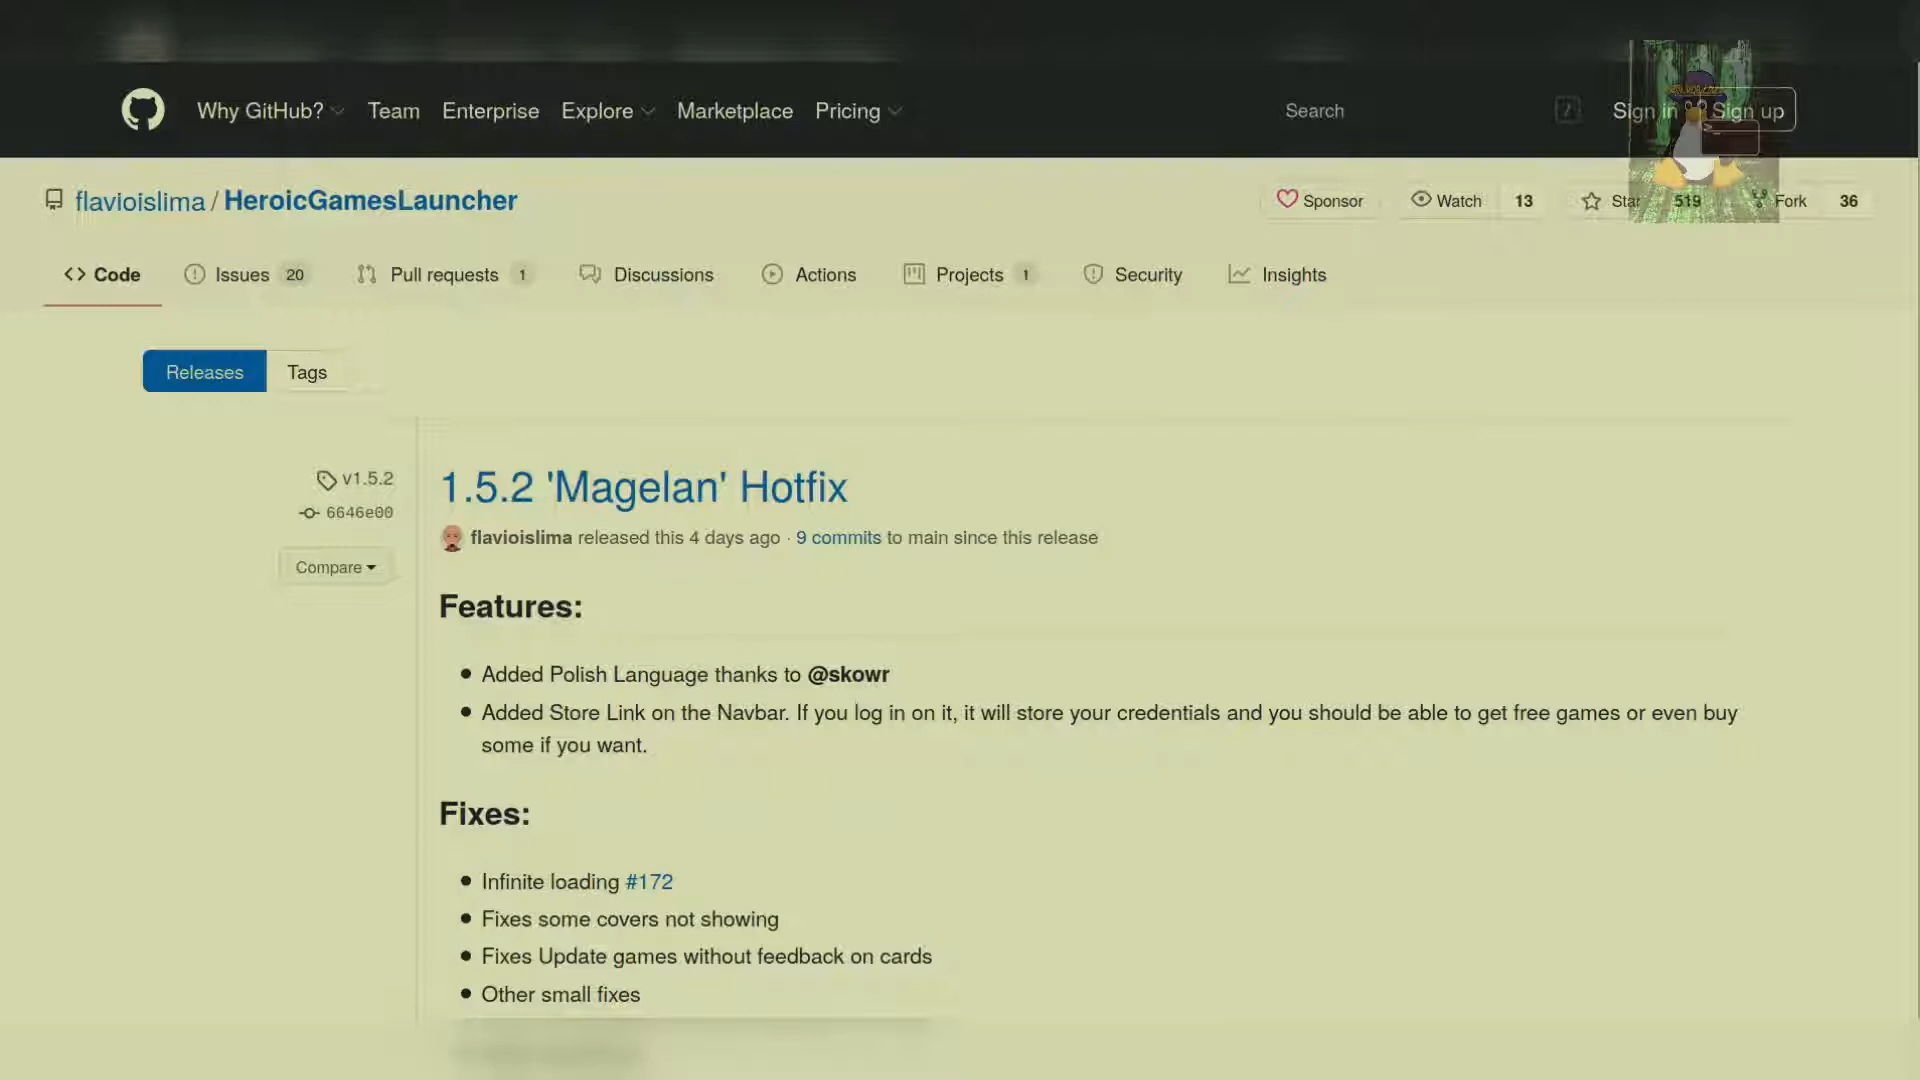 Why GitHub? Team Enterprise Explore Marketplace Pricing Search / Sign in Sign up
flavioislima / HeroicGamesLauncher Sponsor Watch 13 Star 519 Fork 36
Code Issues 20 Pull requests 1 Discussions Actions Projects 1 Security Insights
Releases Tags
v1.5.2
6646e00
Compare
1.5.2 'Magelan' Hotfix
flavioislima released this 4 days ago · 9 commits to main since this release
Features:
Added Polish Language thanks to @skowr
Added Store Link on the Navbar. If you log in on it, it will store your credentials and you should be able to get free games or even buy
some if you want.
Fixes:
Infinite loading #172
Fixes some covers not showing
Fixes Update games without feedback on cards
Other small fixes